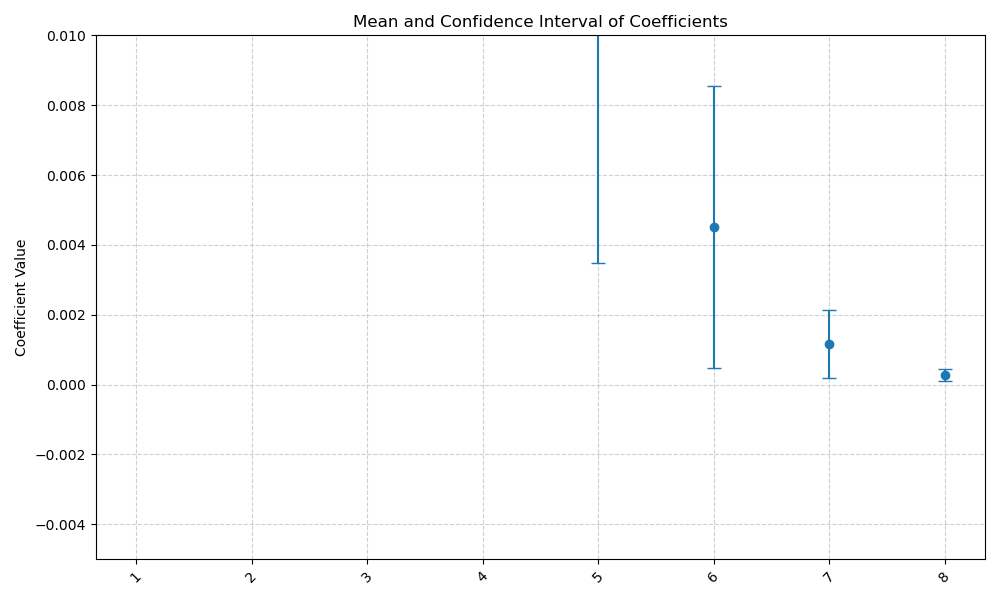 Mean and Confidence Interval of Coefficients
0.010
0.008
0.006
0.004
0.002
0.000
−0.002
−0.004
Coefficient Value
1 2 3 4 5 6 7 8